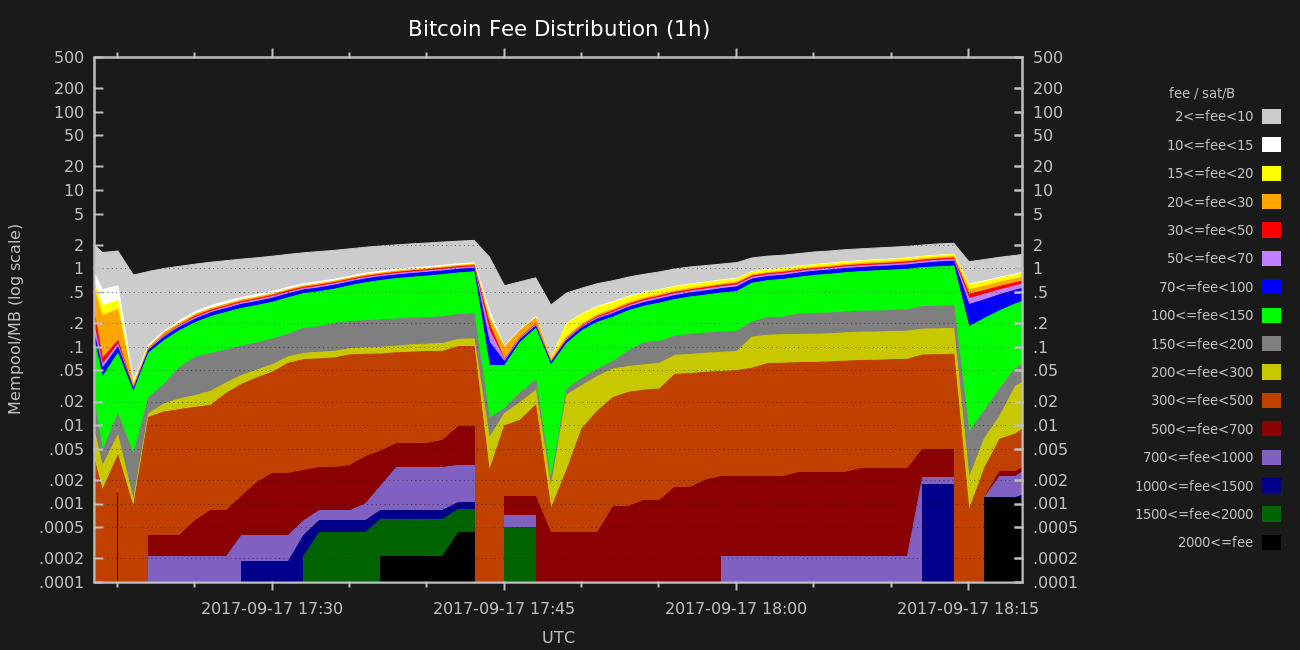 Bitcoin Fee Distribution (1h)
500 500
200 200
100 100
50 50
20 20
10 10
5 5
2 2
1 1
.5 .5
.2 .2
.1 .1
.05 .05
.02 .02
.01 .01
.005 .005
.002 .002
.001 .001
.0005 .0005
.0002 .0002
.0001 .0001
Mempool/MB (log scale)
2017-09-17 17:30 2017-09-17 17:45 2017-09-17 18:00 2017-09-17 18:15
UTC
fee / sat/B
2<=fee<10
10<=fee<15
15<=fee<20
20<=fee<30
30<=fee<50
50<=fee<70
70<=fee<100
100<=fee<150
150<=fee<200
200<=fee<300
300<=fee<500
500<=fee<700
700<=fee<1000
1000<=fee<1500
1500<=fee<2000
2000<=fee